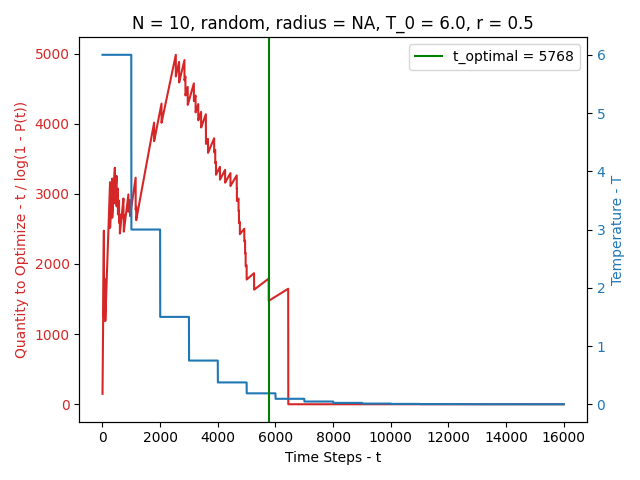 N = 10, random, radius = NA, T_0 = 6.0, r = 0.5
t_optimal = 5768
Quantity to Optimize - t / log(1 - P(t))
5000
4000
3000
2000
1000
0
6
5
4
3
2
1
0
Temperature - T
0 2000 4000 6000 8000 10000 12000 14000 16000
Time Steps - t